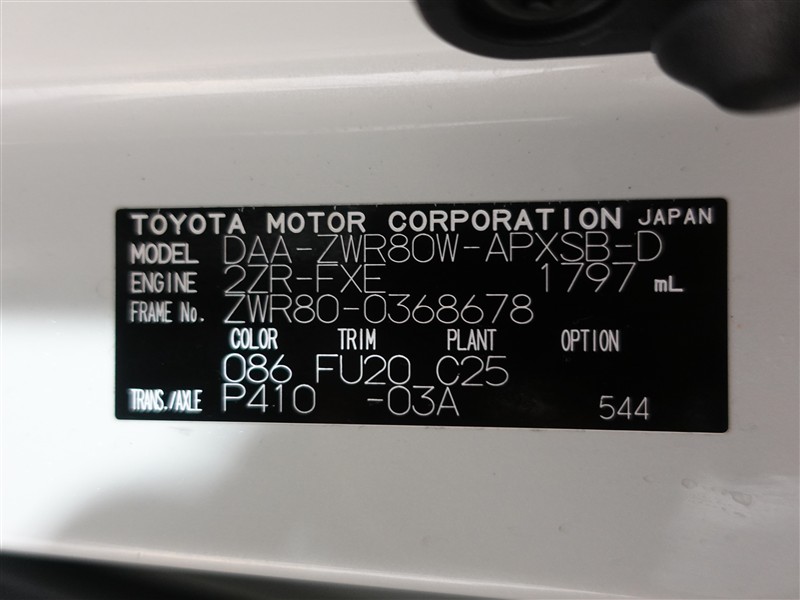 TOYOTA MOTOR CORPORATION JAPAN
MODEL DAA-ZWR80W-APXSB-D
ENGINE 2ZR-FXE 1797 mL
FRAME No. ZWR80-0368678
COLOR TRIM PLANT OPTION
086 FU20 C25
TRANS./AXLE P410 -03A 544